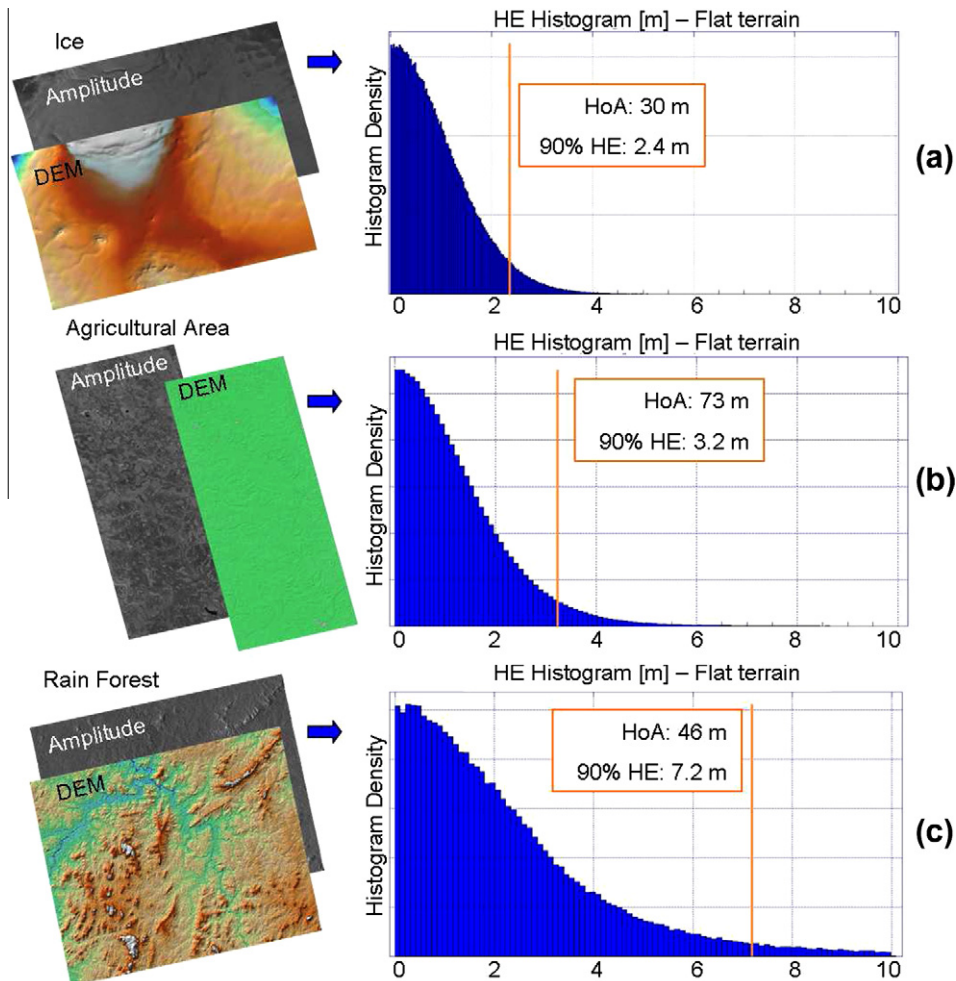 Ice
Amplitude
DEM
HE Histogram [m] – Flat terrain
Histogram Density
HoA: 30 m
90% HE: 2.4 m
0 2 4 6 8 10
(a)
Agricultural Area
Amplitude
DEM
HE Histogram [m] – Flat terrain
Histogram Density
HoA: 73 m
90% HE: 3.2 m
0 2 4 6 8 10
(b)
Rain Forest
Amplitude
DEM
HE Histogram [m] – Flat terrain
Histogram Density
HoA: 46 m
90% HE: 7.2 m
0 2 4 6 8 10
(c)